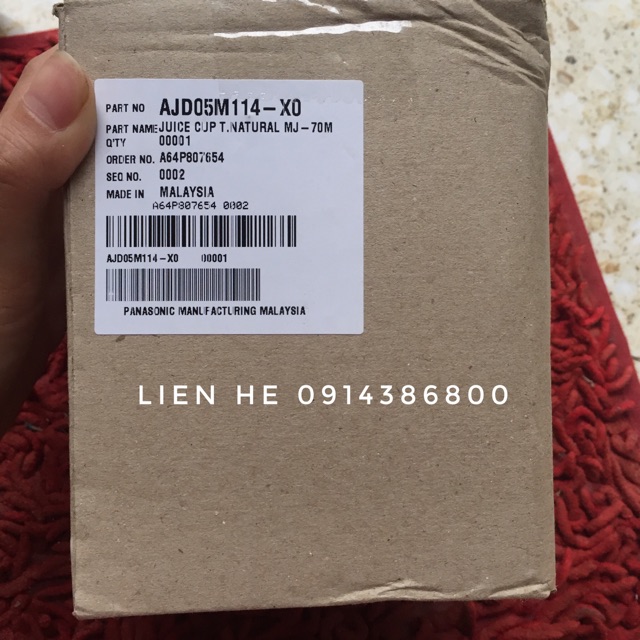 PART NO AJD05M114-X0
PART NAME JUICE CUP T.NATURAL MJ-70M
Q'TY 00001
ORDER NO. A64P807654
SEQ NO. 0002
MADE IN MALAYSIA
A64P807654 0002
AJD05M114-X0 00001
PANASONIC MANUFACTURING MALAYSIA
LIEN HE 0914386800